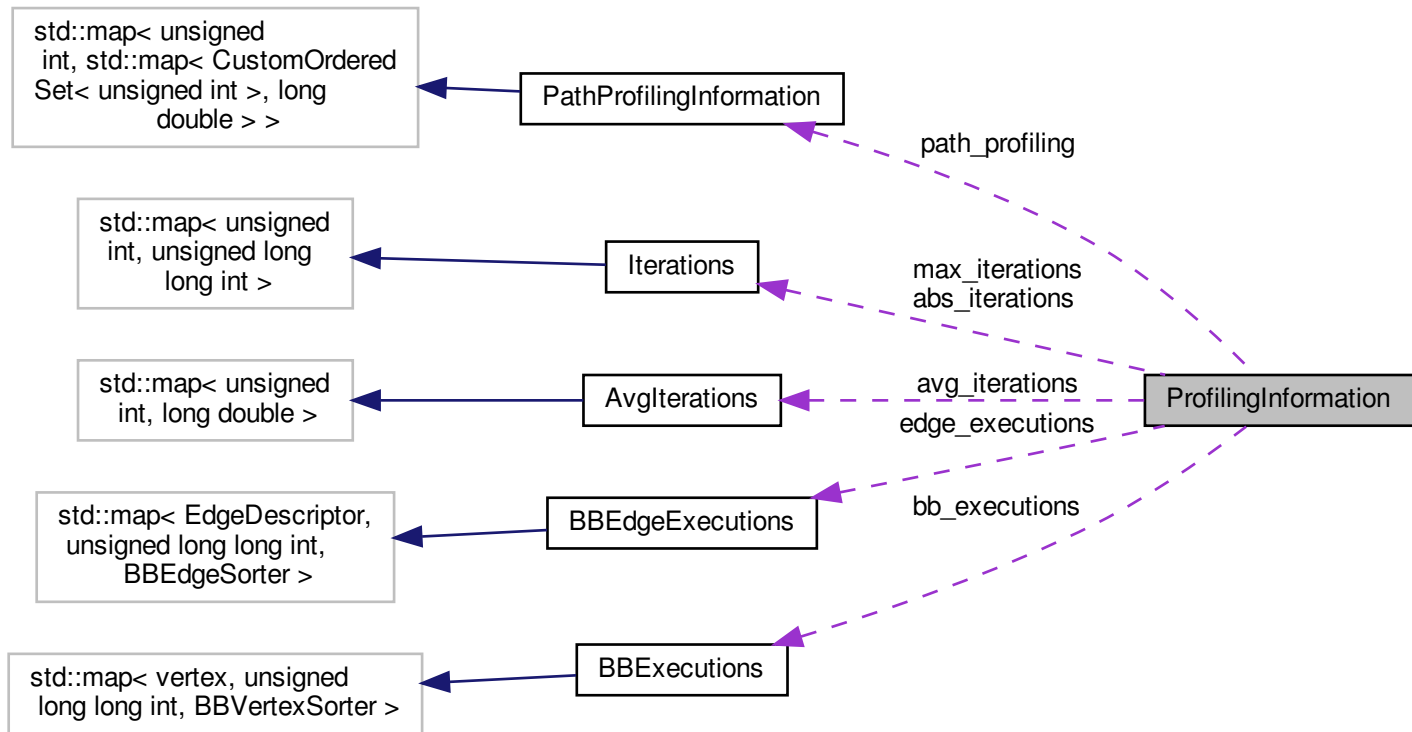 std::map< unsigned
int, std::map< CustomOrdered
Set< unsigned int >, long
double > >
PathProfilingInformation
path_profiling
std::map< unsigned
int, unsigned long
long int >
Iterations
max_iterations
abs_iterations
std::map< unsigned
int, long double >
AvgIterations
avg_iterations
ProfilingInformation
edge_executions
std::map< EdgeDescriptor,
unsigned long long int,
BBEdgeSorter >
BBEdgeExecutions
bb_executions
std::map< vertex, unsigned
long long int, BBVertexSorter >
BBExecutions